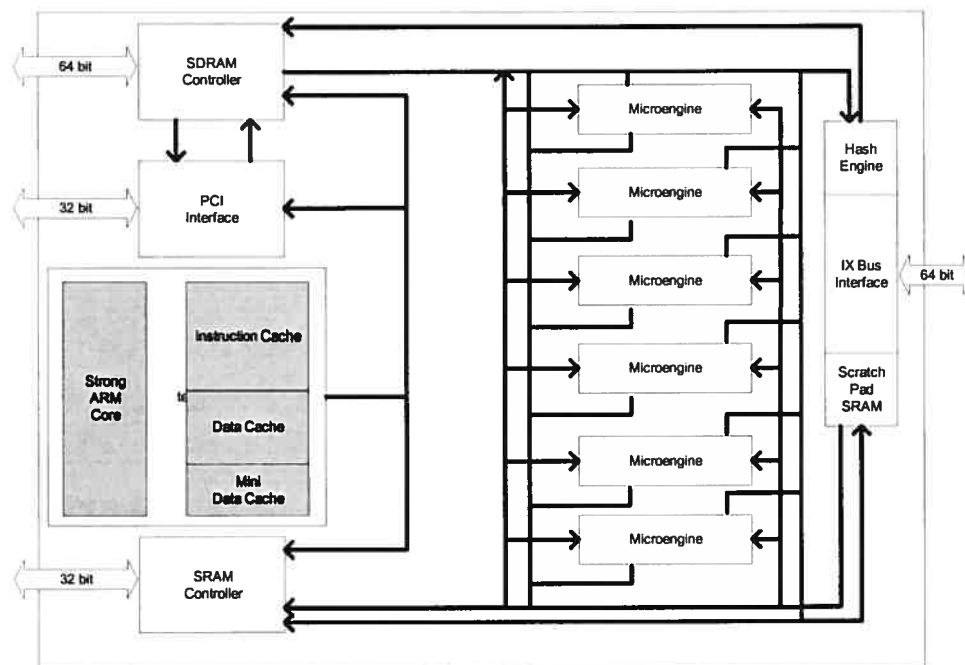 64 bit
SDRAM
Controller
Microengine
Hash
Engine
32 bit
PCI
Interface
Microengine
Microengine
IX Bus
Interface
64 bit
Instruction Cache
Strong
ARM
Core
te
Data Cache
Mini
Data Cache
Microengine
Scratch
Pad
SRAM
Microengine
Microengine
32 bit
SRAM
Controller